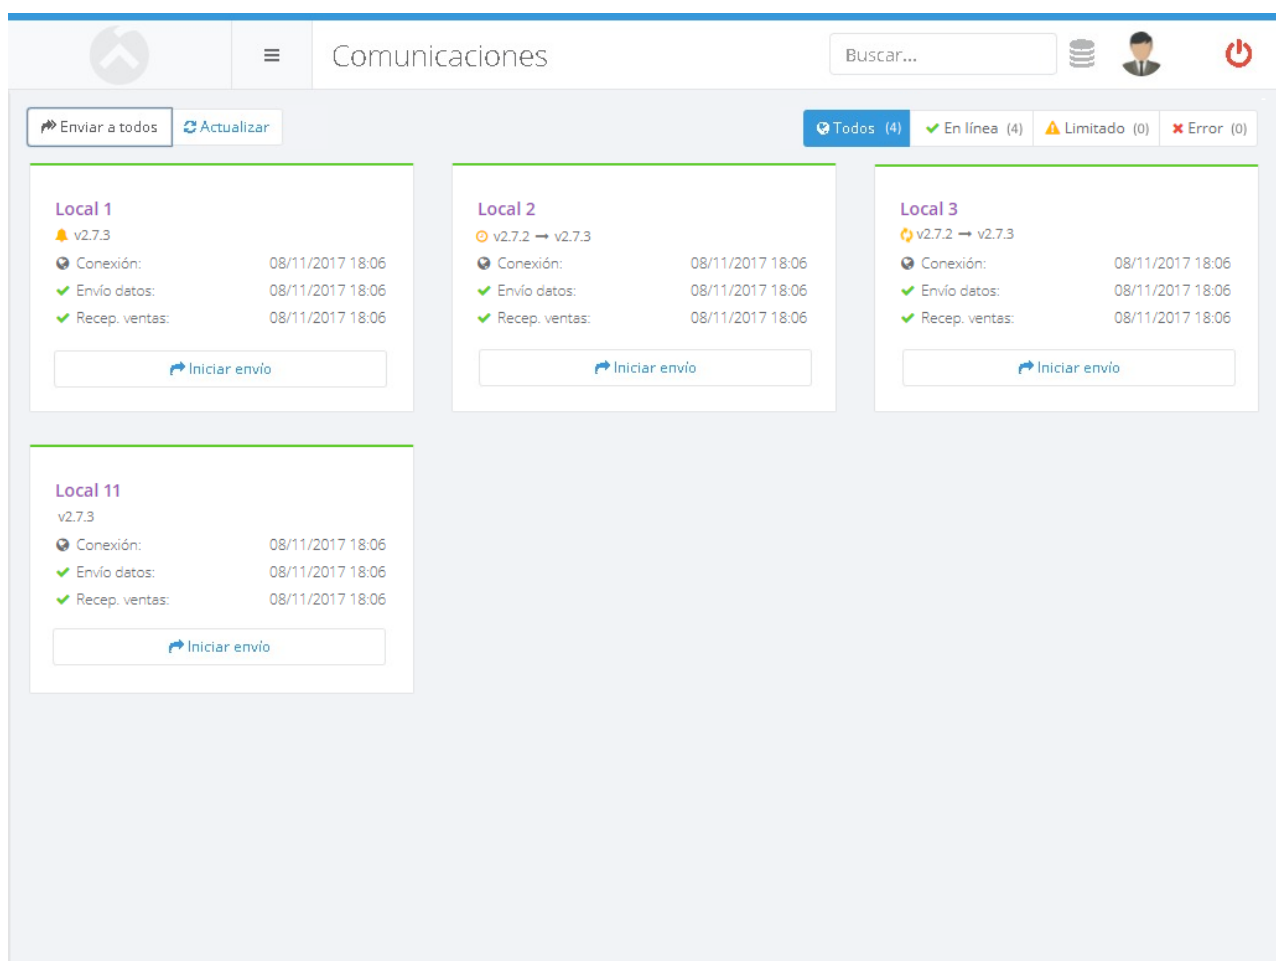 Comunicaciones
Buscar...
Enviar a todos
Actualizar
Todos (4)
En línea (4)
Limitado (0)
Error (0)
Local 1
v2.7.3
Conexión: 08/11/2017 18:06
Envío datos: 08/11/2017 18:06
Recep. ventas: 08/11/2017 18:06
Iniciar envío
Local 2
v2.7.2 → v2.7.3
Conexión: 08/11/2017 18:06
Envío datos: 08/11/2017 18:06
Recep. ventas: 08/11/2017 18:06
Iniciar envío
Local 3
v2.7.2 → v2.7.3
Conexión: 08/11/2017 18:06
Envío datos: 08/11/2017 18:06
Recep. ventas: 08/11/2017 18:06
Iniciar envío
Local 11
v2.7.3
Conexión: 08/11/2017 18:06
Envío datos: 08/11/2017 18:06
Recep. ventas: 08/11/2017 18:06
Iniciar envío